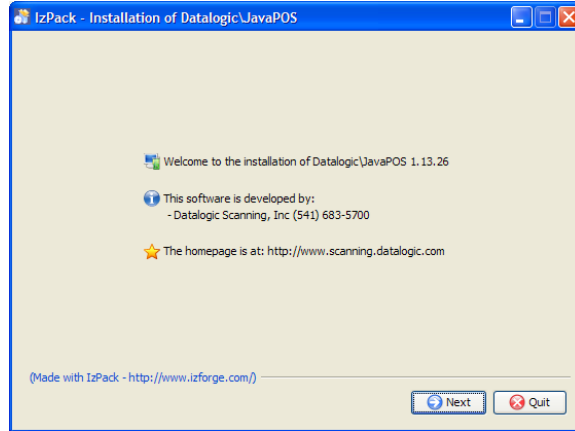 IzPack - Installation of Datalogic\JavaPOS
Welcome to the installation of Datalogic\JavaPOS 1.13.26
This software is developed by:
- Datalogic Scanning, Inc (541) 683-5700
The homepage is at: http://www.scanning.datalogic.com
(Made with IzPack - http://www.izforge.com/)
Next
Quit